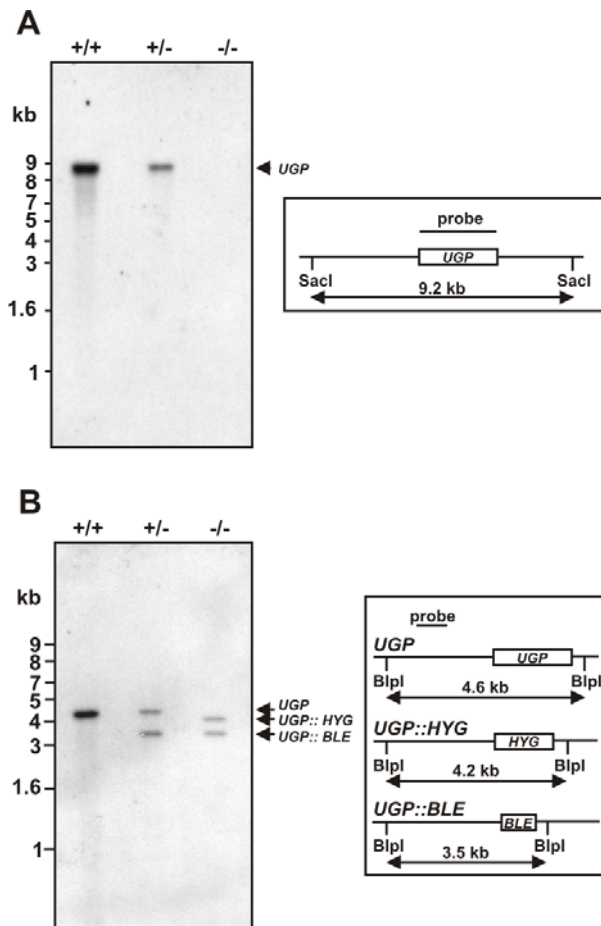 A
+/+ +/- -/-
kb
9
8
7
5
4
3
1.6
1
UGP
probe
UGP
SacI SacI
9.2 kb
B
+/+ +/- -/-
kb
9
8
7
5
4
3
1.6
1
UGP
UGP:: HYG
UGP:: BLE
probe
UGP
UGP
BlpI BlpI
4.6 kb
UGP::HYG
HYG
BlpI BlpI
4.2 kb
UGP::BLE
BLE
BlpI BlpI
3.5 kb